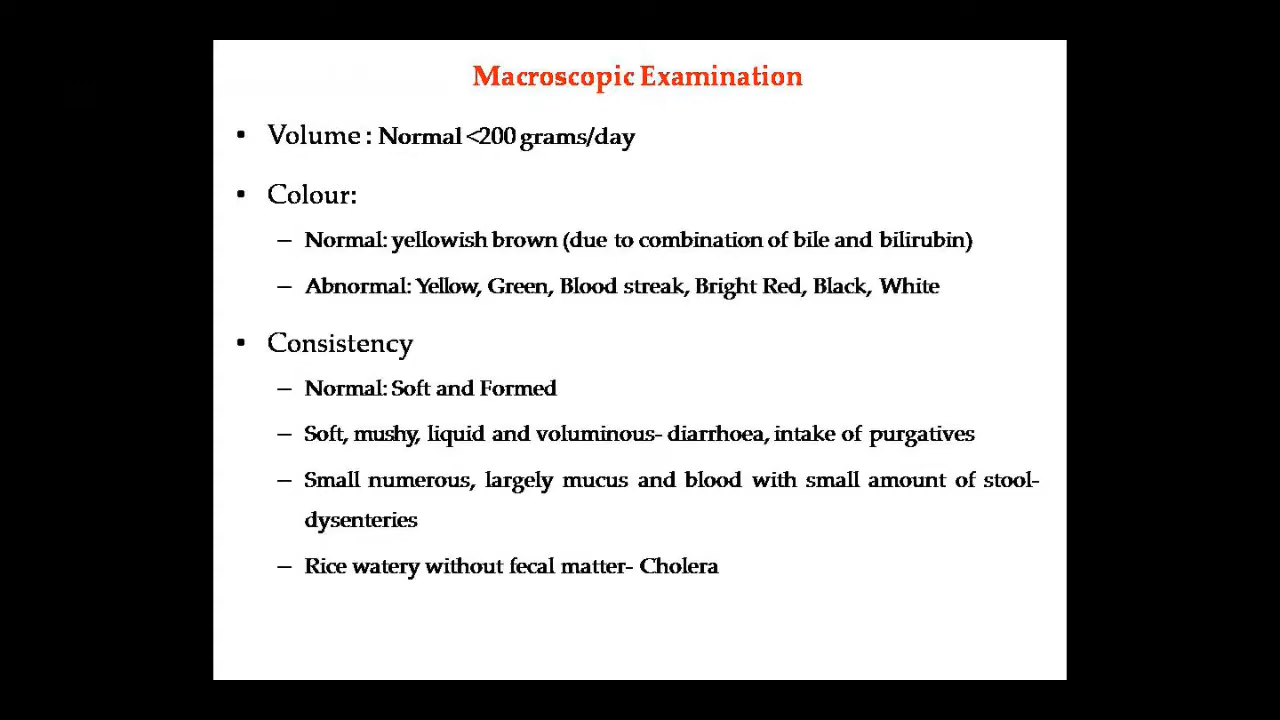 Macroscopic Examination
• Volume : Normal <200 grams/day
• Colour:
– Normal: yellowish brown (due to combination of bile and bilirubin)
– Abnormal: Yellow, Green, Blood streak, Bright Red, Black, White
• Consistency
– Normal: Soft and Formed
– Soft, mushy, liquid and voluminous- diarrhoea, intake of purgatives
– Small numerous, largely mucus and blood with small amount of stool-
dysenteries
– Rice watery without fecal matter- Cholera